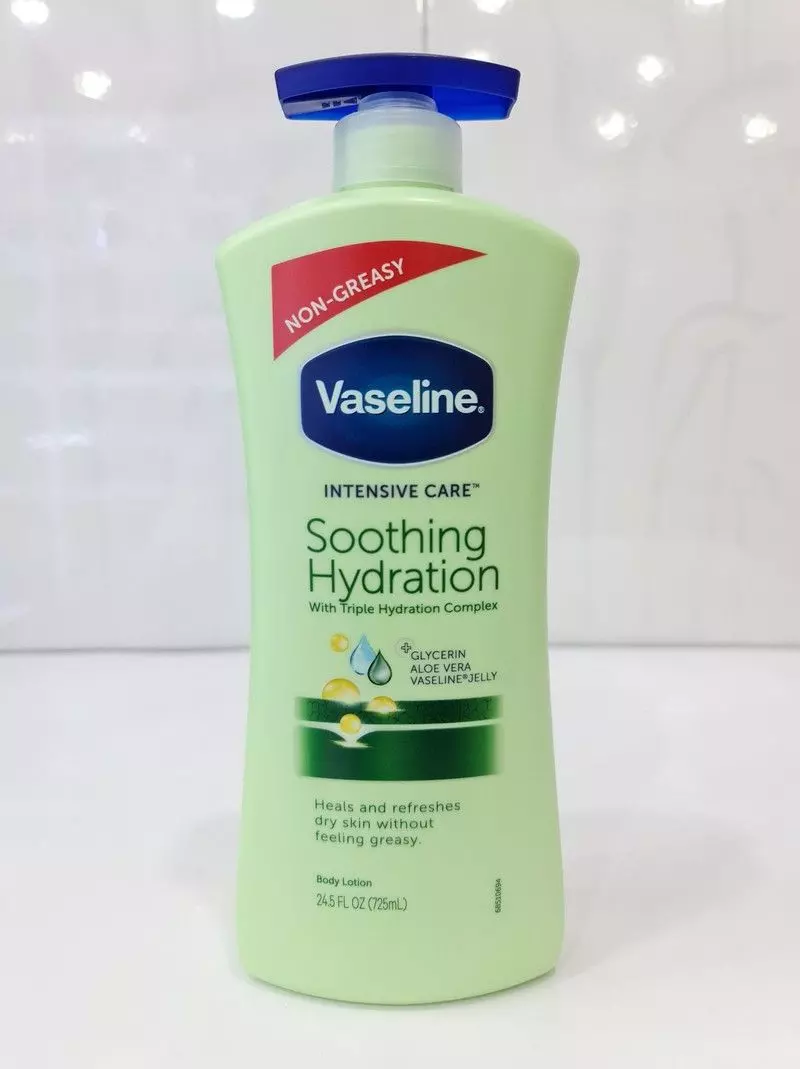 NON-GREASY
Vaseline®
INTENSIVE CARE™
Soothing
Hydration
With Triple Hydration Complex
+GLYCERIN
ALOE VERA
VASELINE®JELLY
Heals and refreshes
dry skin without
feeling greasy.
Body Lotion
24.5 FL OZ (725mL)
68510694